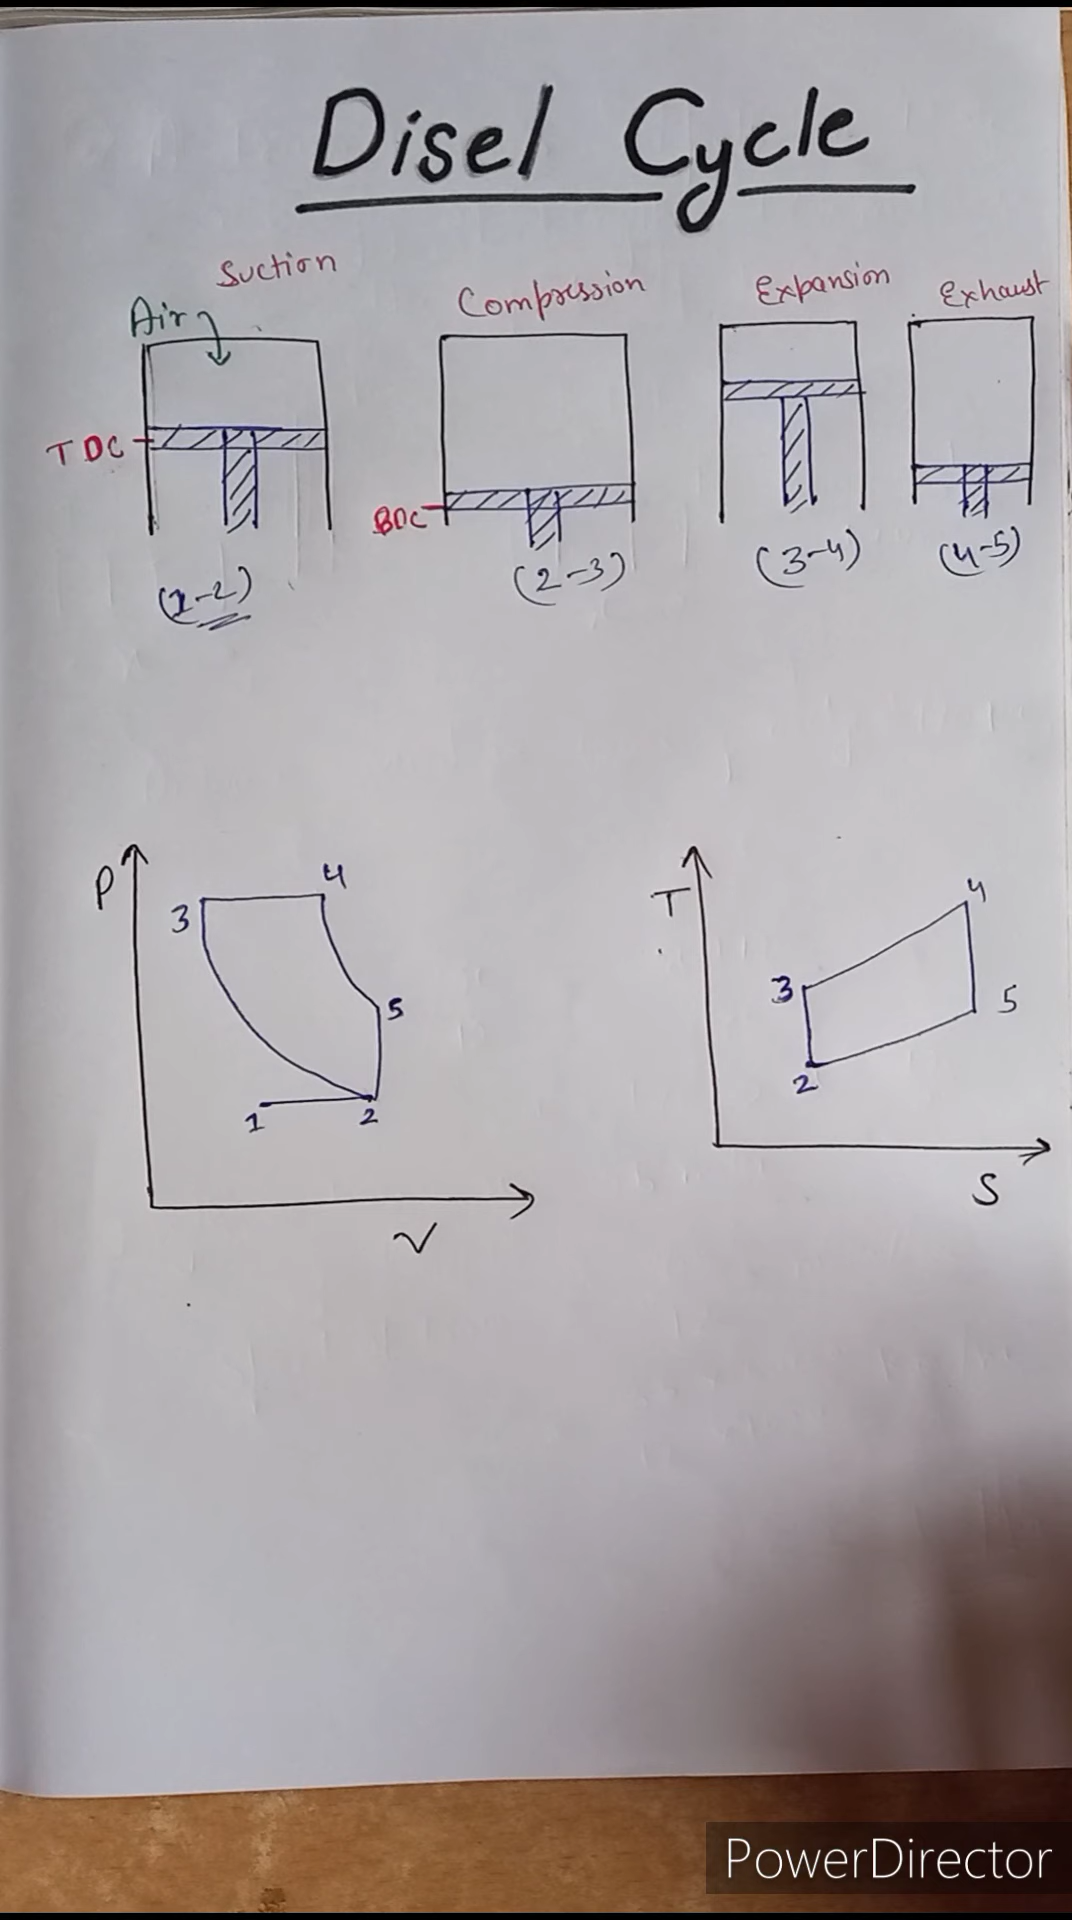 Disel Cycle
Suction
Compression
Expansion
Exhaust
Air
TDC
BDC
(1-2)
(2-3)
(3-4)
(4-5)
P
3
4
5
1
2
V
T
4
3
5
2
S
PowerDirector